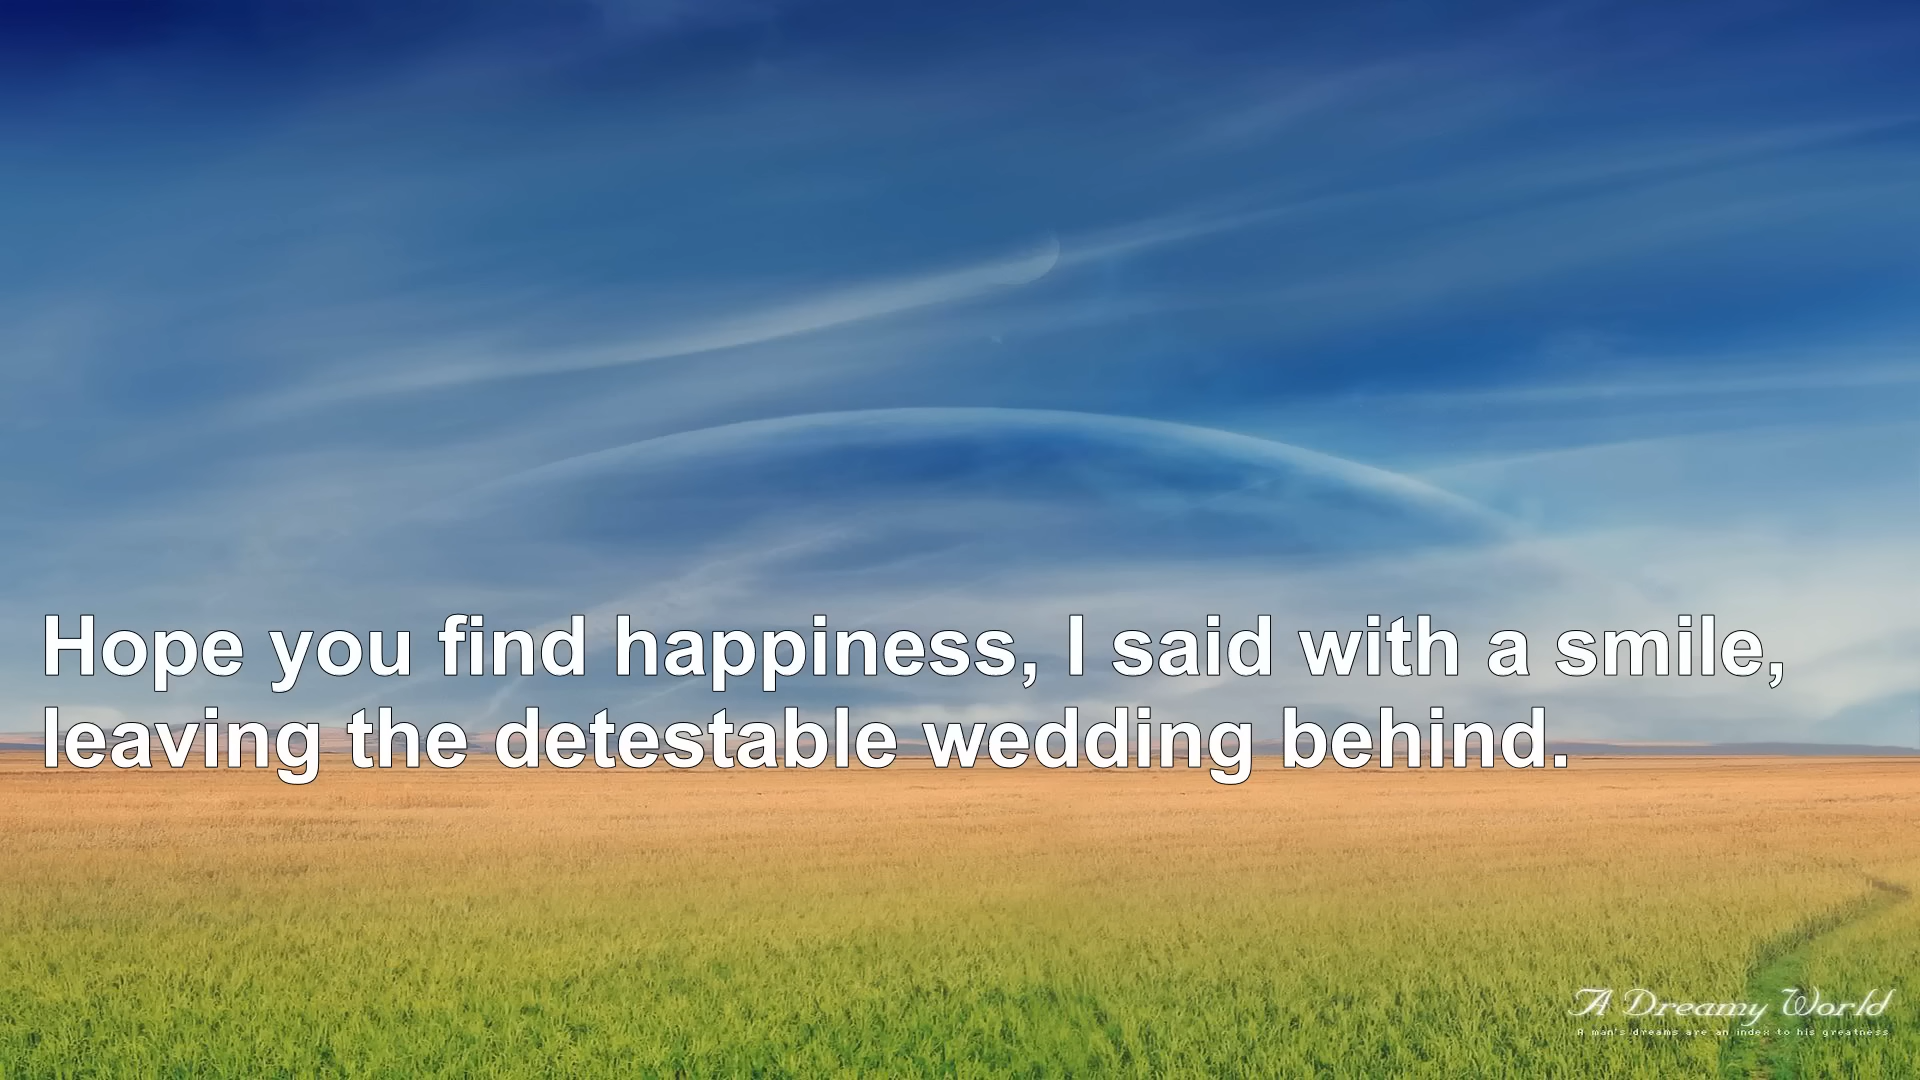 Hope you find happiness, I said with a smile,
leaving the detestable wedding behind.
A Dreamy World
A man's dreams are an index to his greatness